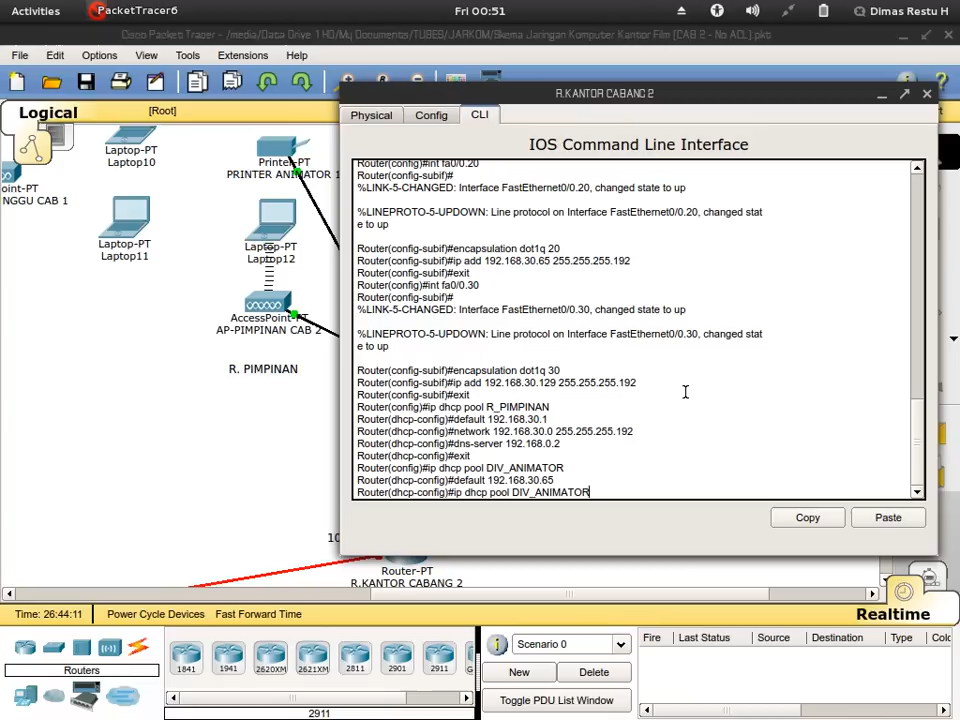 Activities
PacketTracer6
Fri 00:51
Dimas Restu H
Cisco Packet Tracer - /media/Data Drive 1 HD/My Documents/TUBES/JARKOM/Skema Jaringan Komputer Kantor Film [CAB 2 - No ACL].pkt
File Edit Options View Tools Extensions Help
Logical
[Root]
Laptop-PT
Laptop10
Printer-PT
PRINTER ANIMATOR 1
oint-PT
NGGU CAB 1
Laptop-PT
Laptop11
Laptop-PT
Laptop12
AccessPoint-PT
AP-PIMPINAN CAB 2
R. PIMPINAN
10
Router-PT
R.KANTOR CABANG 2
R.KANTOR CABANG 2
Physical Config CLI
IOS Command Line Interface
Router(config)#int fa0/0.20
Router(config-subif)#
%LINK-5-CHANGED: Interface FastEthernet0/0.20, changed state to up
%LINEPROTO-5-UPDOWN: Line protocol on Interface FastEthernet0/0.20, changed stat
e to up
Router(config-subif)#encapsulation dot1q 20
Router(config-subif)#ip add 192.168.30.65 255.255.255.192
Router(config-subif)#exit
Router(config)#int fa0/0.30
Router(config-subif)#
%LINK-5-CHANGED: Interface FastEthernet0/0.30, changed state to up
%LINEPROTO-5-UPDOWN: Line protocol on Interface FastEthernet0/0.30, changed stat
e to up
Router(config-subif)#encapsulation dot1q 30
Router(config-subif)#ip add 192.168.30.129 255.255.255.192
Router(config-subif)#exit
Router(config)#ip dhcp pool R_PIMPINAN
Router(dhcp-config)#default 192.168.30.1
Router(dhcp-config)#network 192.168.30.0 255.255.255.192
Router(dhcp-config)#dns-server 192.168.0.2
Router(dhcp-config)#exit
Router(config)#ip dhcp pool DIV_ANIMATOR
Router(dhcp-config)#default 192.168.30.65
Router(dhcp-config)#ip dhcp pool DIV_ANIMATOR
Copy Paste
Time: 26:44:11 Power Cycle Devices Fast Forward Time
Realtime
Routers
1841 1941 2620XM 2621XM 2811 2901 2911 G
2911
Scenario 0
New Delete
Toggle PDU List Window
Fire Last Status Source Destination Type Colo